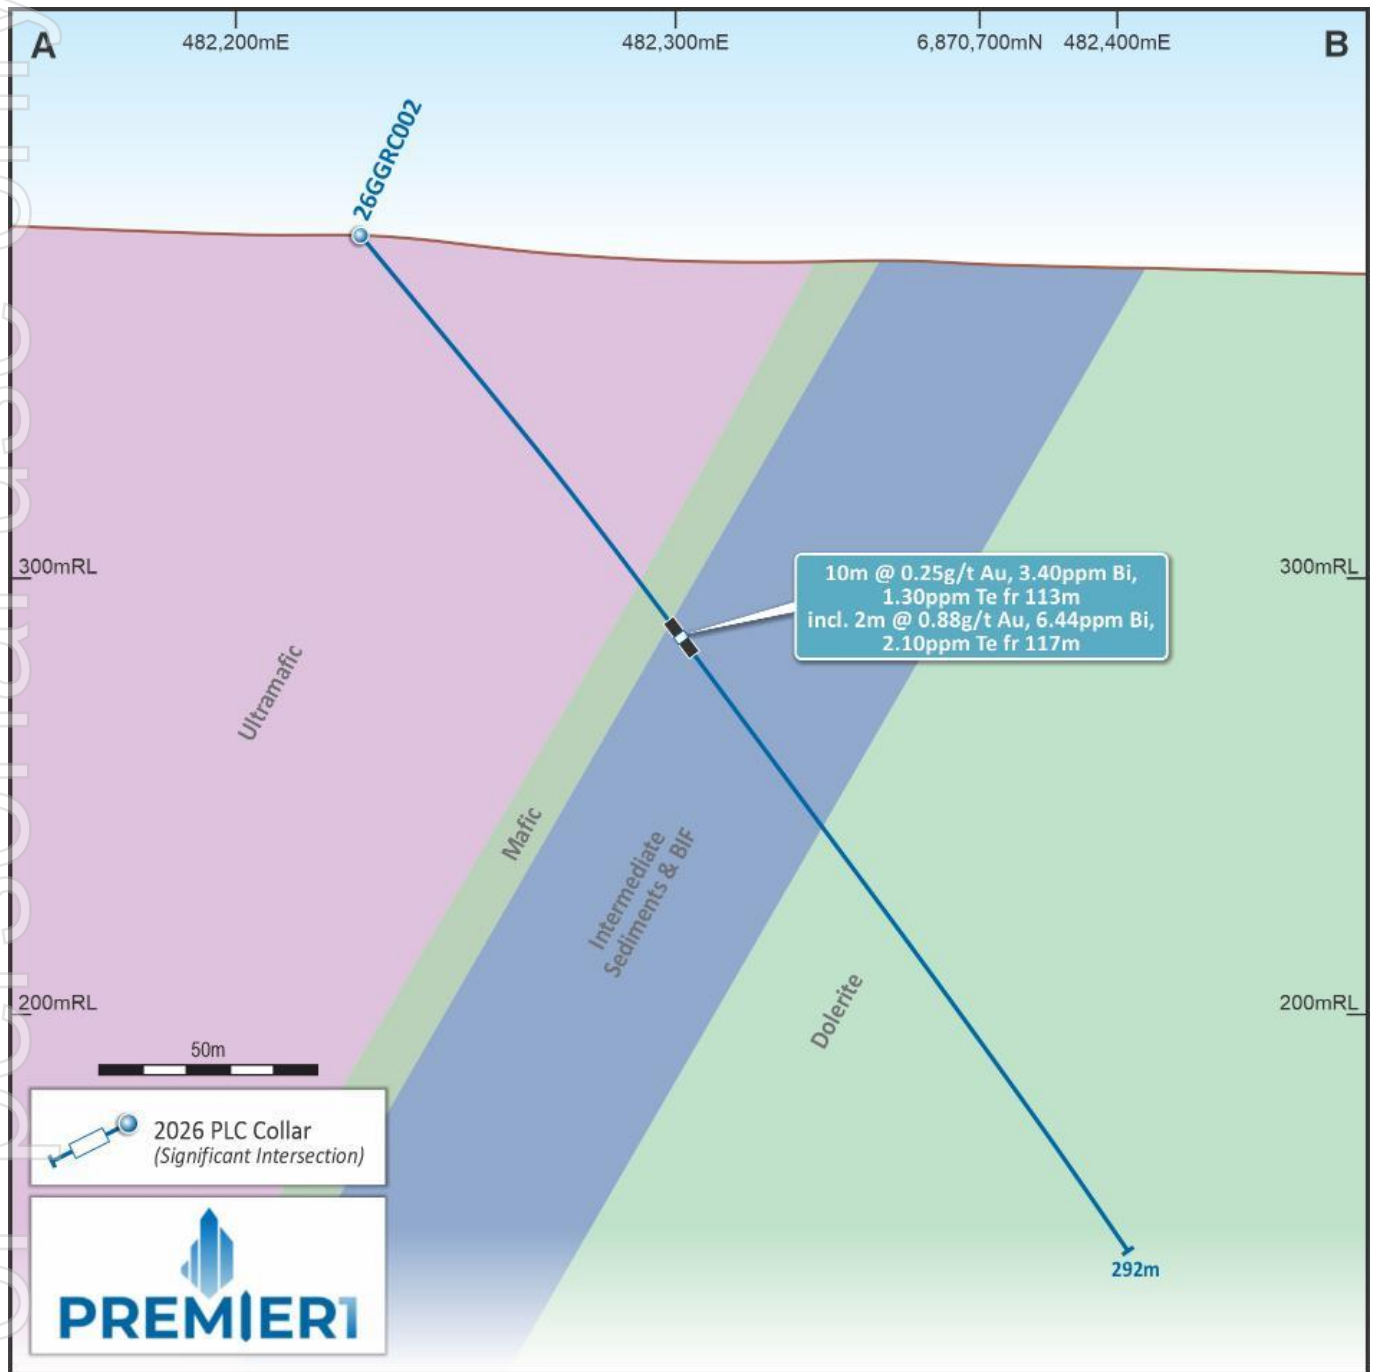 A
482,200mE
482,300mE
6,870,700mN
482,400mE
B
26GGRC002
300mRL
300mRL
10m @ 0.25g/t Au, 3.40ppm Bi,
1.30ppm Te fr 113m
incl. 2m @ 0.88g/t Au, 6.44ppm Bi,
2.10ppm Te fr 117m
Ultramafic
Mafic
Intermediate
Sediments & BIF
Dolerite
200mRL
200mRL
50m
2026 PLC Collar
(Significant Intersection)
PREMIER1
292m